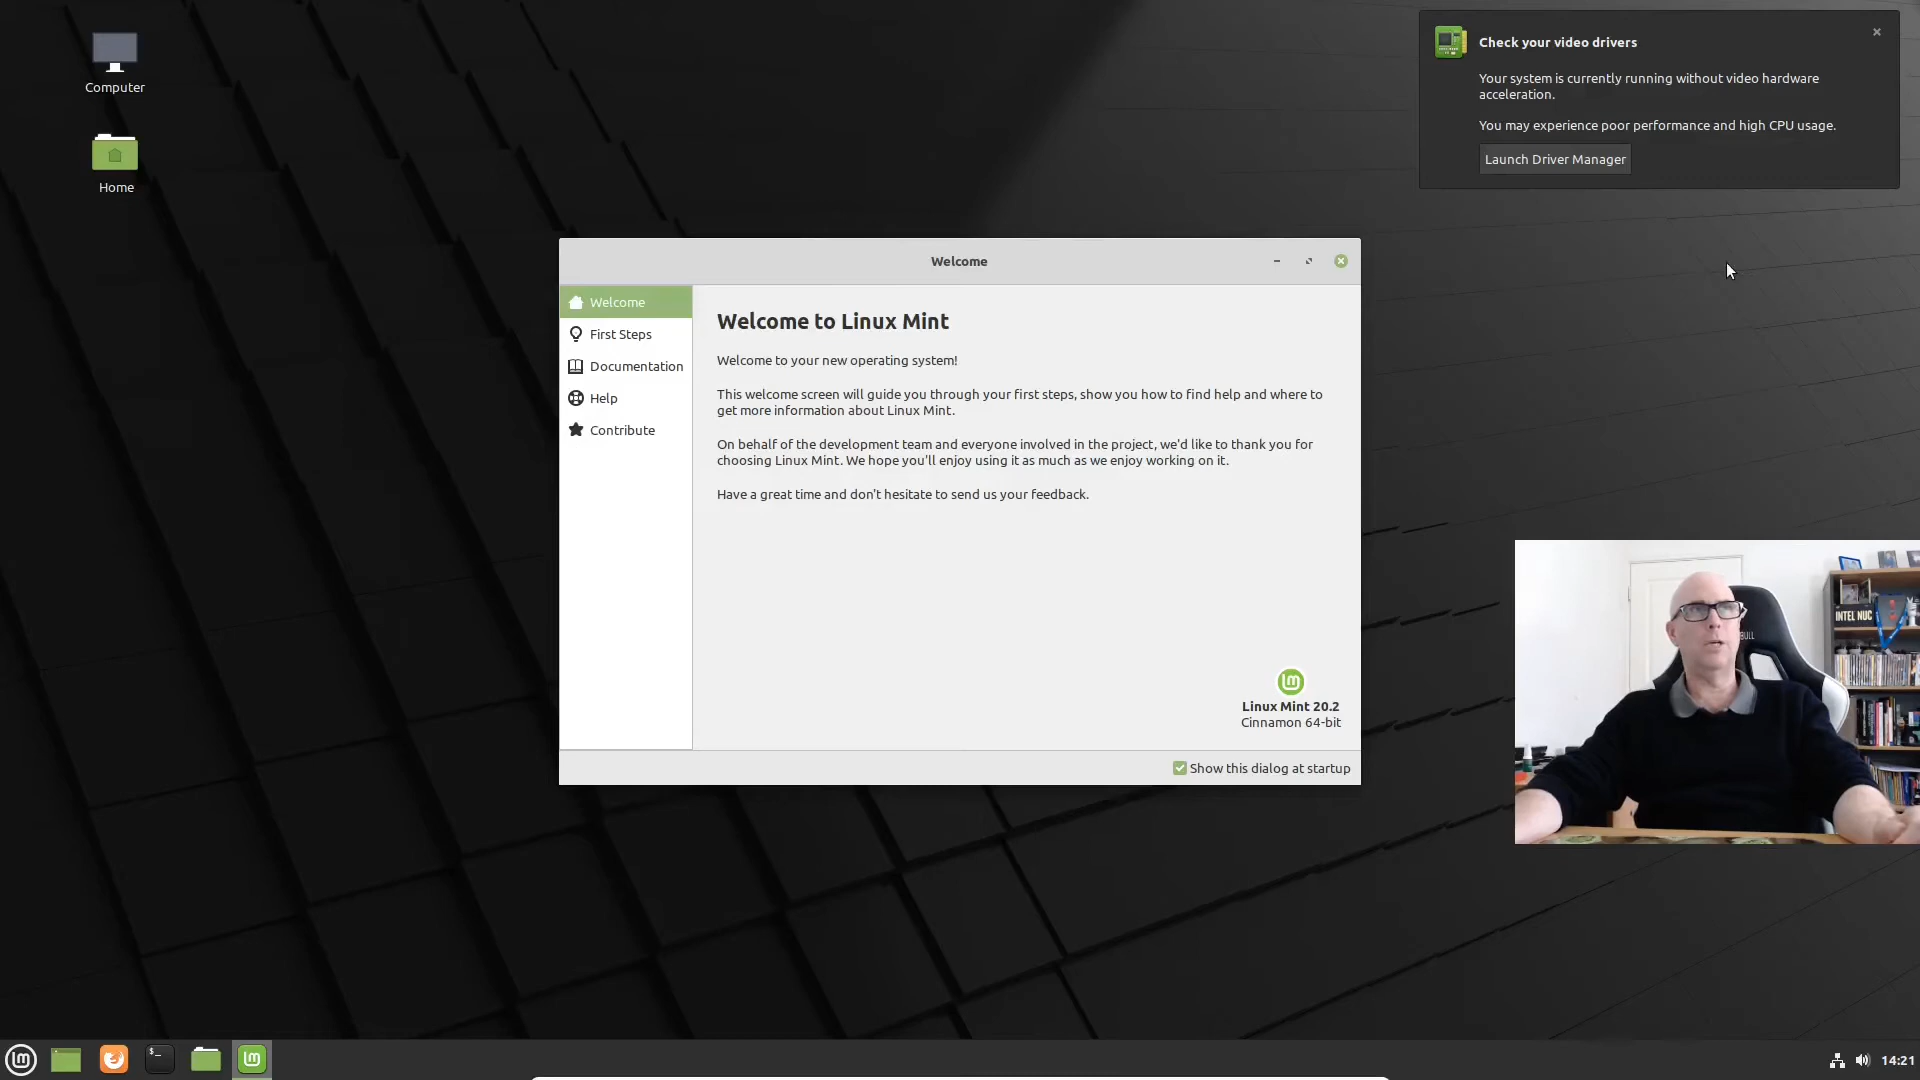 Computer
Home
Check your video drivers
Your system is currently running without video hardware
acceleration.
You may experience poor performance and high CPU usage.
Launch Driver Manager
Welcome
Welcome
First Steps
Documentation
Help
Contribute
Welcome to Linux Mint
Welcome to your new operating system!
This welcome screen will guide you through your first steps, show you how to find help and where to
get more information about Linux Mint.
On behalf of the development team and everyone involved in the project, we'd like to thank you for
choosing Linux Mint. We hope you'll enjoy using it as much as we enjoy working on it.
Have a great time and don't hesitate to send us your feedback.
Linux Mint 20.2
Cinnamon 64-bit
Show this dialog at startup
INTEL NUC
14:21